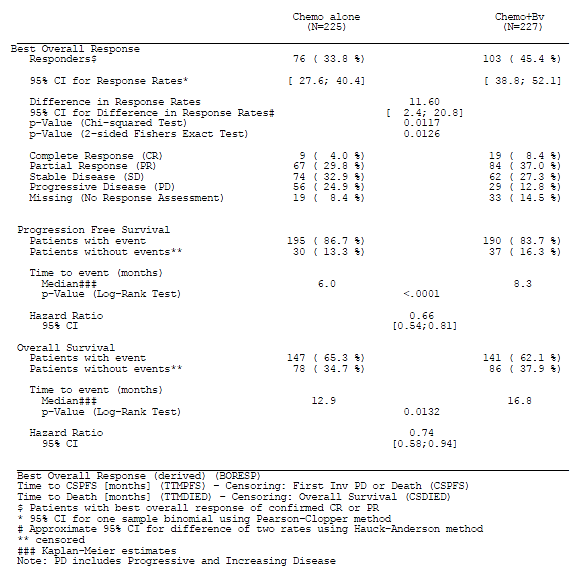 Chemo alone Chemo+Bv
(N=225) (N=227)
Best Overall Response
Responders$ 76 ( 33.8 %) 103 ( 45.4 %)
95% CI for Response Rates* [ 27.6; 40.4] [ 38.8; 52.1]
Difference in Response Rates 11.60
95% CI for Difference in Response Rates# [ 2.4; 20.8]
p-Value (Chi-squared Test) 0.0117
p-Value (2-sided Fishers Exact Test) 0.0126
Complete Response (CR) 9 ( 4.0 %) 19 ( 8.4 %)
Partial Response (PR) 67 ( 29.8 %) 84 ( 37.0 %)
Stable Disease (SD) 74 ( 32.9 %) 62 ( 27.3 %)
Progressive Disease (PD) 56 ( 24.9 %) 29 ( 12.8 %)
Missing (No Response Assessment) 19 ( 8.4 %) 33 ( 14.5 %)
Progression Free Survival
Patients with event 195 ( 86.7 %) 190 ( 83.7 %)
Patients without events** 30 ( 13.3 %) 37 ( 16.3 %)
Time to event (months)
Median### 6.0 8.3
p-Value (Log-Rank Test) <.0001
Hazard Ratio 0.66
95% CI [0.54;0.81]
Overall Survival
Patients with event 147 ( 65.3 %) 141 ( 62.1 %)
Patients without events** 78 ( 34.7 %) 86 ( 37.9 %)
Time to event (months)
Median### 12.9 16.8
p-Value (Log-Rank Test) 0.0132
Hazard Ratio 0.74
95% CI [0.58;0.94]
Best Overall Response (derived) (BORESP)
Time to CSPFS [months] (TTMPFS) - Censoring: First Inv PD or Death (CSPFS)
Time to Death [months] (TTMDIED) - Censoring: Overall Survival (CSDIED)
$ Patients with best overall response of confirmed CR or PR
* 95% CI for one sample binomial using Pearson-Clopper method
# Approximate 95% CI for difference of two rates using Hauck-Anderson method
** censored
### Kaplan-Meier estimates
Note: PD includes Progressive and Increasing Disease